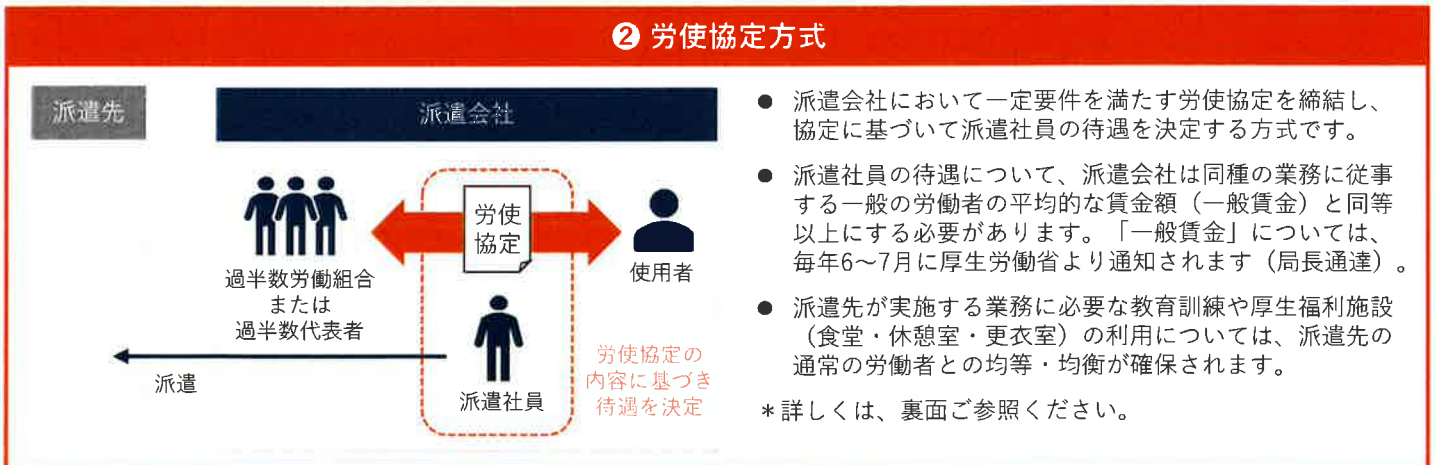 ❷ 労使協定方式
派遣先
派遣会社
労使
協定
過半数労働組合
または
過半数代表者
使用者
派遣
派遣社員
労使協定の
内容に基づき
待遇を決定
● 派遣会社において一定要件を満たす労使協定を締結し、
協定に基づいて派遣社員の待遇を決定する方式です。
● 派遣社員の待遇について、派遣会社は同種の業務に従事
する一般の労働者の平均的な賃金額（一般賃金）と同等
以上にする必要があります。「一般賃金」については、
毎年6～7月に厚生労働省より通知されます（局長通達）。
● 派遣先が実施する業務に必要な教育訓練や厚生福利施設
（食堂・休憩室・更衣室）の利用については、派遣先の
通常の労働者との均等・均衡が確保されます。
＊詳しくは、裏面ご参照ください。